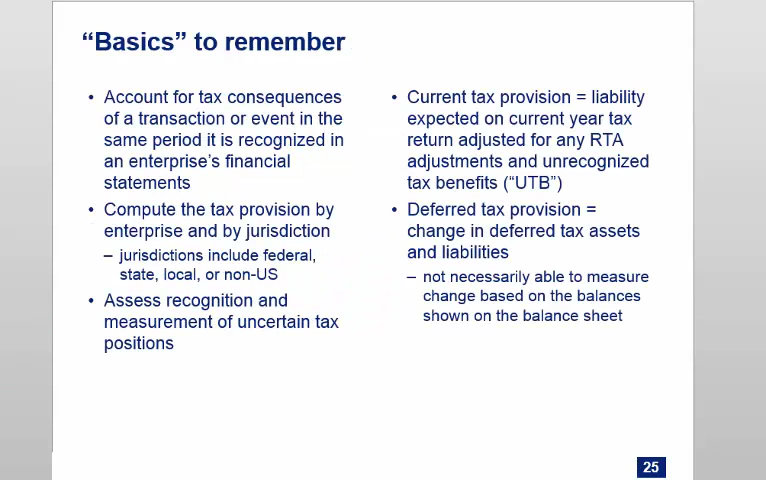 “Basics” to remember
• Account for tax consequences
of a transaction or event in the
same period it is recognized in
an enterprise’s financial
statements
• Compute the tax provision by
enterprise and by jurisdiction
– jurisdictions include federal,
state, local, or non-US
• Assess recognition and
measurement of uncertain tax
positions
• Current tax provision = liability
expected on current year tax
return adjusted for any RTA
adjustments and unrecognized
tax benefits (“UTB”)
• Deferred tax provision =
change in deferred tax assets
and liabilities
– not necessarily able to measure
change based on the balances
shown on the balance sheet
25